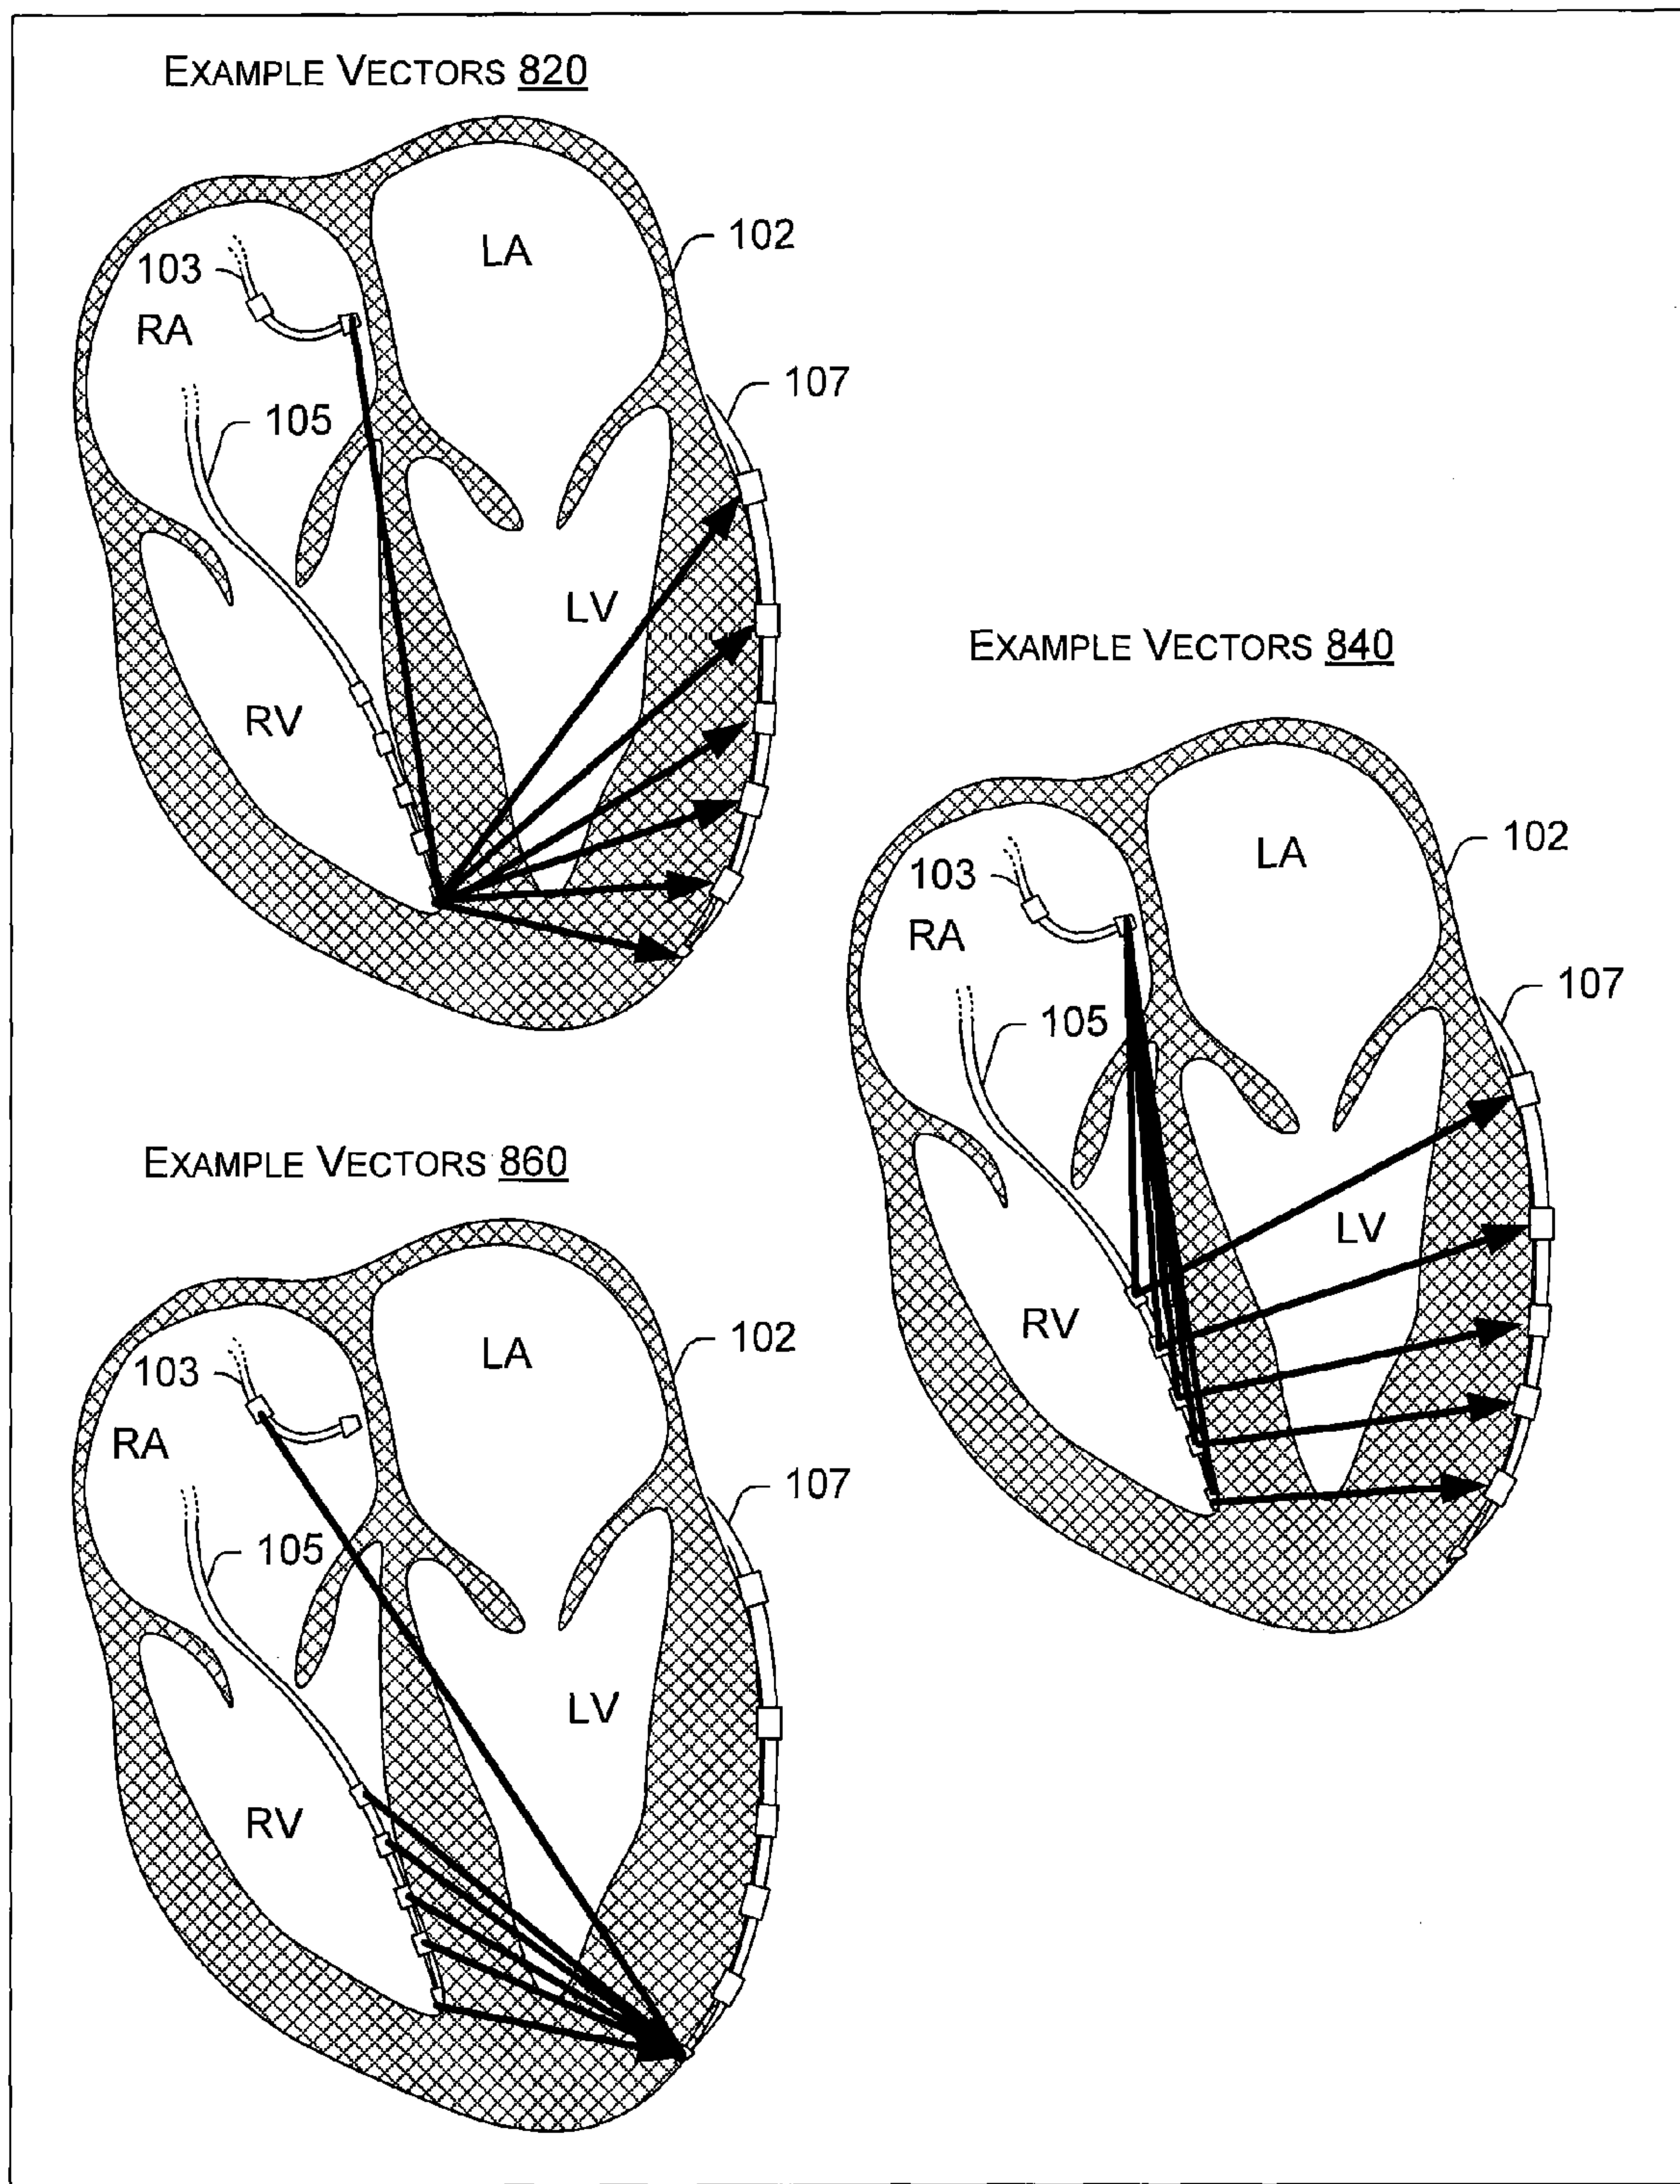 EXAMPLE VECTORS 820
102
LA
103
RA
107
105
LV
RV
EXAMPLE VECTORS 840
102
LA
103
RA
107
105
LV
RV
EXAMPLE VECTORS 860
102
LA
103
RA
107
105
LV
RV